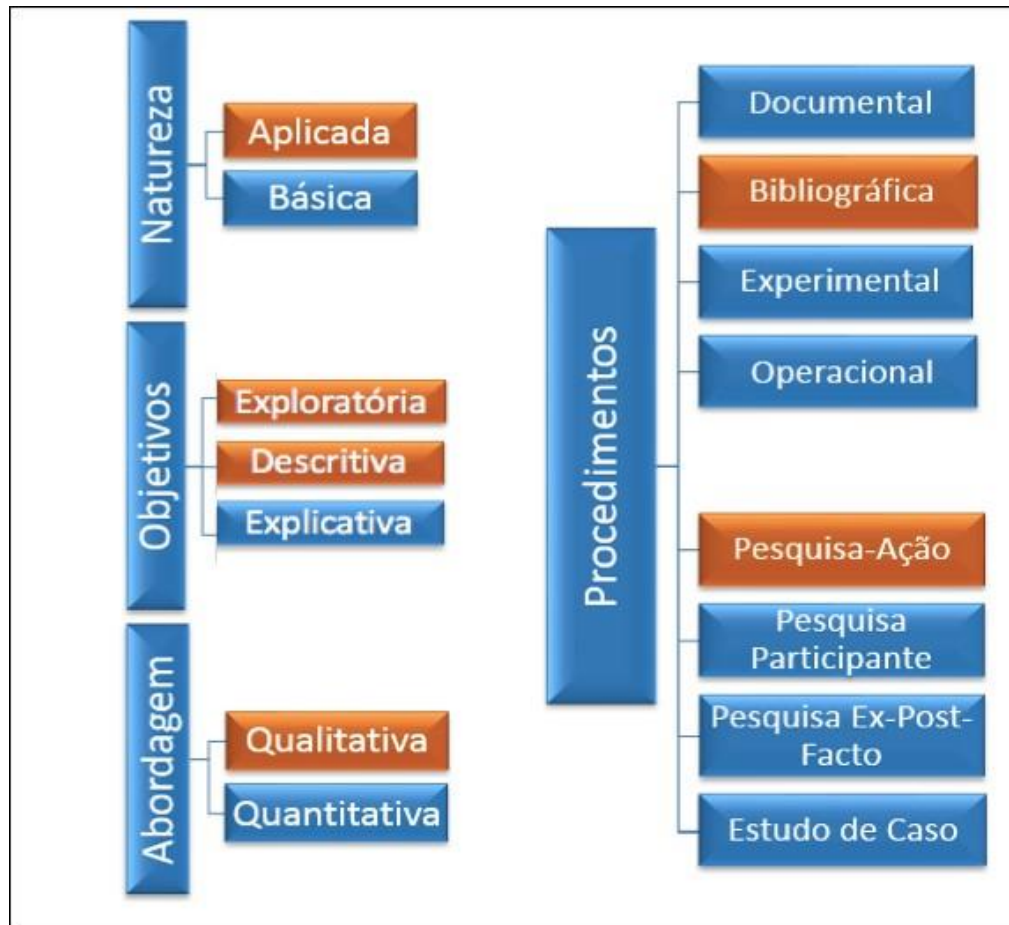 Natureza
Aplicada
Básica
Objetivos
Exploratória
Descritiva
Explicativa
Abordagem
Qualitativa
Quantitativa
Procedimentos
Documental
Bibliográfica
Experimental
Operacional
Pesquisa-Ação
Pesquisa
Participante
Pesquisa Ex-Post-
Facto
Estudo de Caso